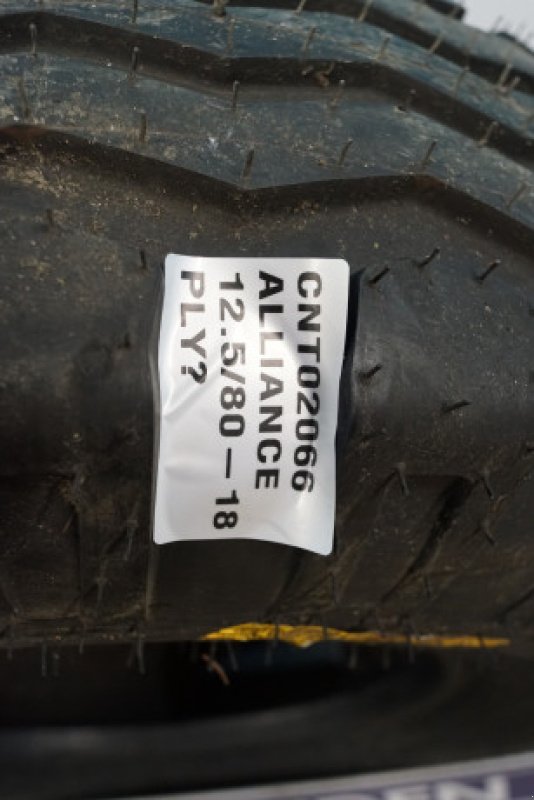 CNT02066
ALLIANCE
12.5/80 – 18
PLY?